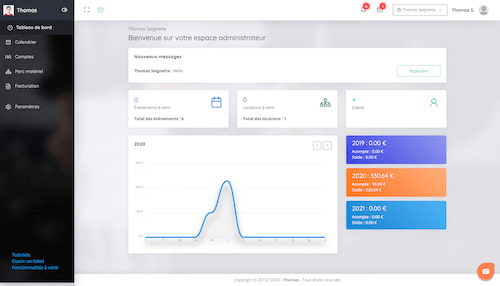 Thomas
Tableau de bord
Calendrier
Comptes
Parc matériel
Facturation
Paramètres
Tutoriels
Ouvrir un ticket
Fonctionnalités à venir
Thomas Seignette
Thomas S.
Thomas Seignette
Bienvenue sur votre espace administrateur
Nouveaux messages
Thomas Seignette : Hello
Répondre
0
Évènements à venir
Total des évènements : 6
0
Locations à venir
Total des locations : 1
4
Clients
2020
2019 : 0.00 €
Acompte : 0.00 €
Solde : 0.00 €
2020 : 330.64 €
Acompte : 10.00 €
Solde : 320.64 €
2021 : 0.00 €
Acompte : 0.00 €
Solde : 0.00 €
Copyright © 2019 / 2020 - Thomas - Tous droits réservés